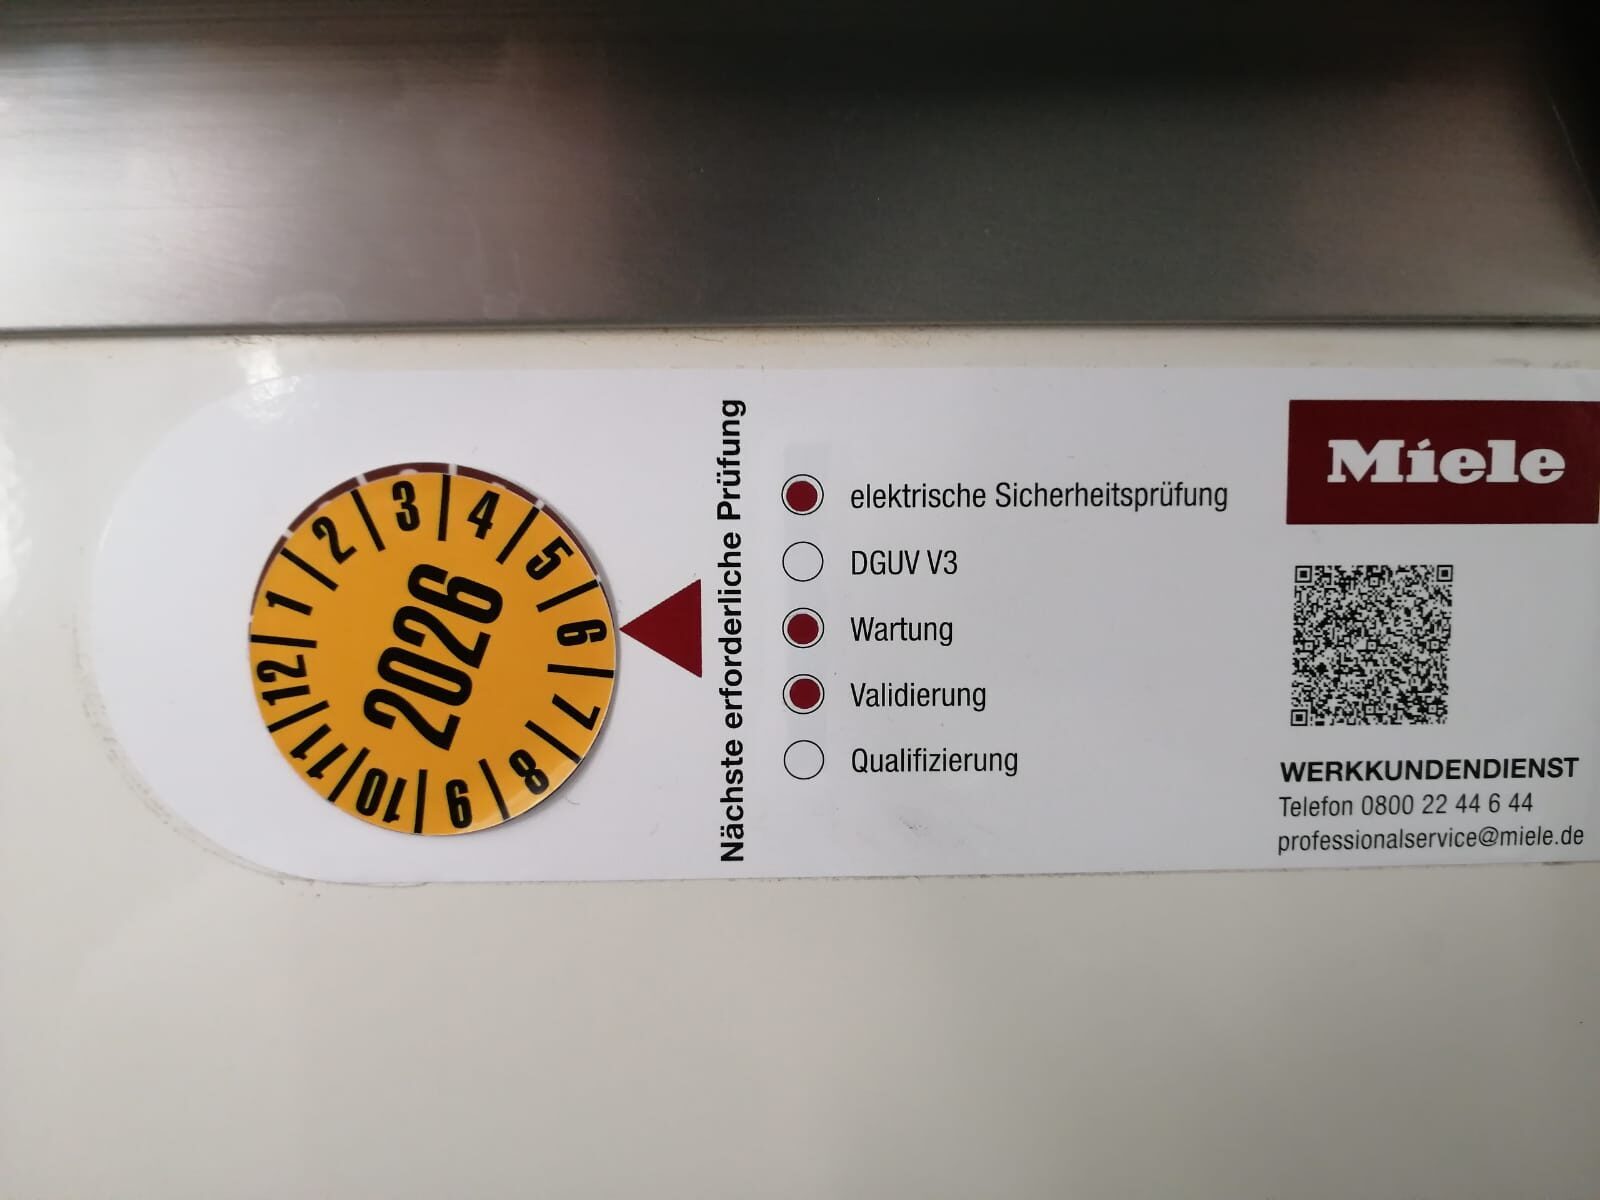 1 2 3 4 5 6 7 8 9 10 11 12
2026
Nächste erforderliche Prüfung
elektrische Sicherheitsprüfung
DGUV V3
Wartung
Validierung
Qualifizierung
Miele
WERKKUNDENDIENST
Telefon 0800 22 44 6 44
professionalservice@miele.de